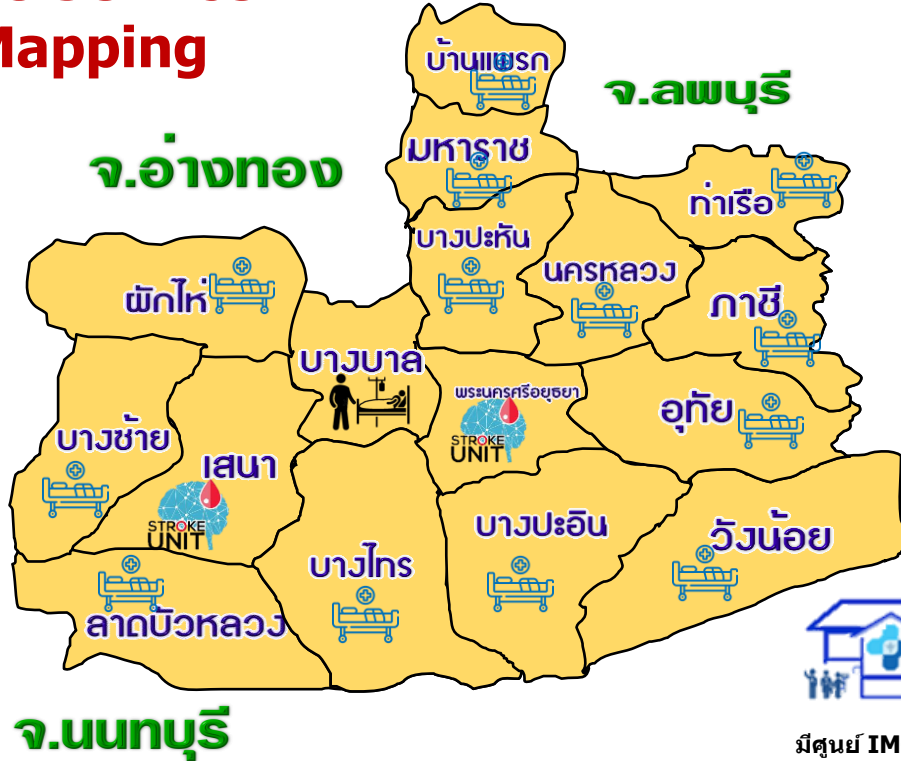 Mapping
บ้านแพรก
จ.ลพบุรี
มหาราช
จ.อ่างทอง
ท่าเรือ
บางปะหัน
นครหลวง
ผักไห่
ภาชี
บางบาล
พระนครศรีอยุธยา
อุทัย
บางซ้าย
STROKE
UNIT
เสนา
STROKE
UNIT
บางปะอิน
วังน้อย
บางไทร
ลาดบัวหลวง
จ.นนทบุรี
มีศูนย์ IM